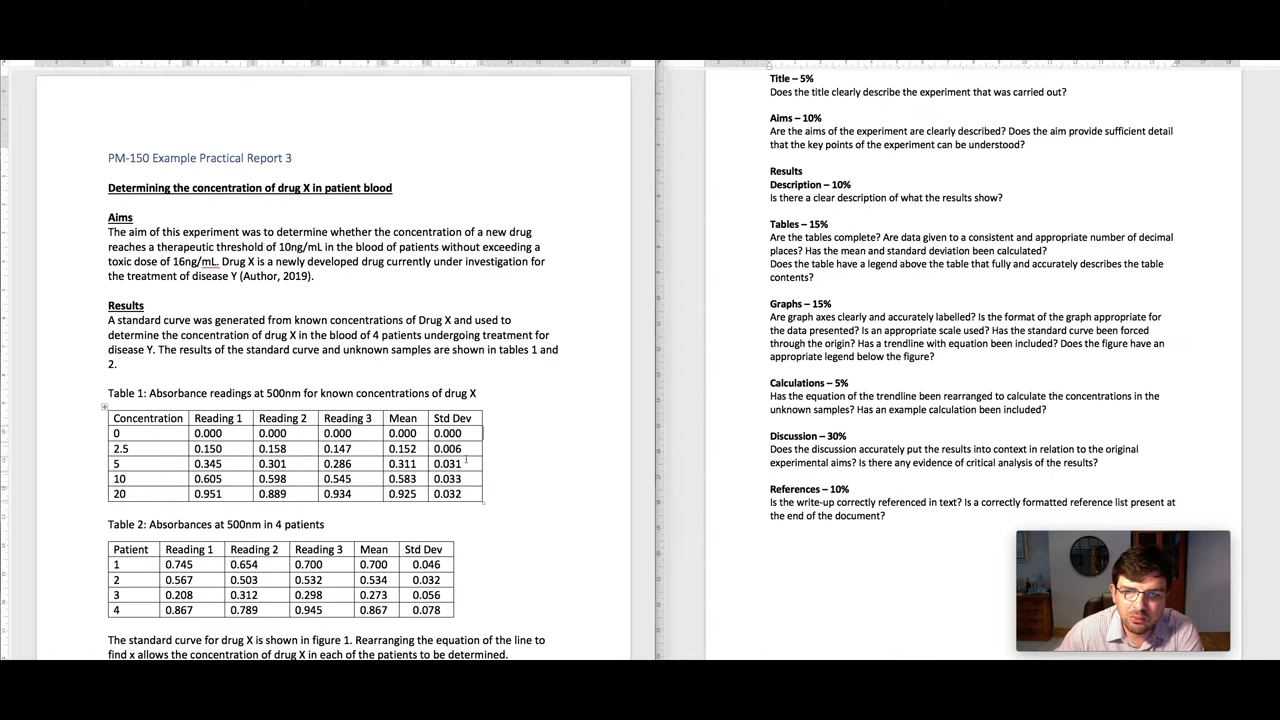 PM-150 Example Practical Report 3
Determining the concentration of drug X in patient blood
Aims
The aim of this experiment was to determine whether the concentration of a new drug
reaches a therapeutic threshold of 10ng/mL in the blood of patients without exceeding a
toxic dose of 16ng/mL. Drug X is a newly developed drug currently under investigation for
the treatment of disease Y (Author, 2019).
Results
A standard curve was generated from known concentrations of Drug X and used to
determine the concentration of drug X in the blood of 4 patients undergoing treatment for
disease Y. The results of the standard curve and unknown samples are shown in tables 1 and
2.
Table 1: Absorbance readings at 500nm for known concentrations of drug X
Concentration Reading 1 Reading 2 Reading 3 Mean Std Dev
0 0.000 0.000 0.000 0.000 0.000
2.5 0.150 0.158 0.147 0.152 0.006
5 0.345 0.301 0.286 0.311 0.031
10 0.605 0.598 0.545 0.583 0.033
20 0.951 0.889 0.934 0.925 0.032
Table 2: Absorbances at 500nm in 4 patients
Patient Reading 1 Reading 2 Reading 3 Mean Std Dev
1 0.745 0.654 0.700 0.700 0.046
2 0.567 0.503 0.532 0.534 0.032
3 0.208 0.312 0.298 0.273 0.056
4 0.867 0.789 0.945 0.867 0.078
The standard curve for drug X is shown in figure 1. Rearranging the equation of the line to
find x allows the concentration of drug X in each of the patients to be determined.
Title – 5%
Does the title clearly describe the experiment that was carried out?
Aims – 10%
Are the aims of the experiment are clearly described? Does the aim provide sufficient detail
that the key points of the experiment can be understood?
Results
Description – 10%
Is there a clear description of what the results show?
Tables – 15%
Are the tables complete? Are data given to a consistent and appropriate number of decimal
places? Has the mean and standard deviation been calculated?
Does the table have a legend above the table that fully and accurately describes the table
contents?
Graphs – 15%
Are graph axes clearly and accurately labelled? Is the format of the graph appropriate for
the data presented? Is an appropriate scale used? Has the standard curve been forced
through the origin? Has a trendline with equation been included? Does the figure have an
appropriate legend below the figure?
Calculations – 5%
Has the equation of the trendline been rearranged to calculate the concentrations in the
unknown samples? Has an example calculation been included?
Discussion – 30%
Does the discussion accurately put the results into context in relation to the original
experimental aims? Is there any evidence of critical analysis of the results?
References – 10%
Is the write-up correctly referenced in text? Is a correctly formatted reference list present at
the end of the document?